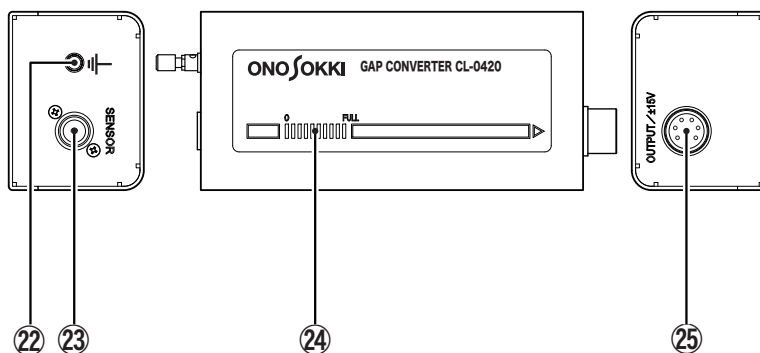 ONO SOKKI GAP CONVERTER CL-0420
0 FULL
SENSOR
OUTPUT/±15V
㉒ ㉓ ㉔ ㉕